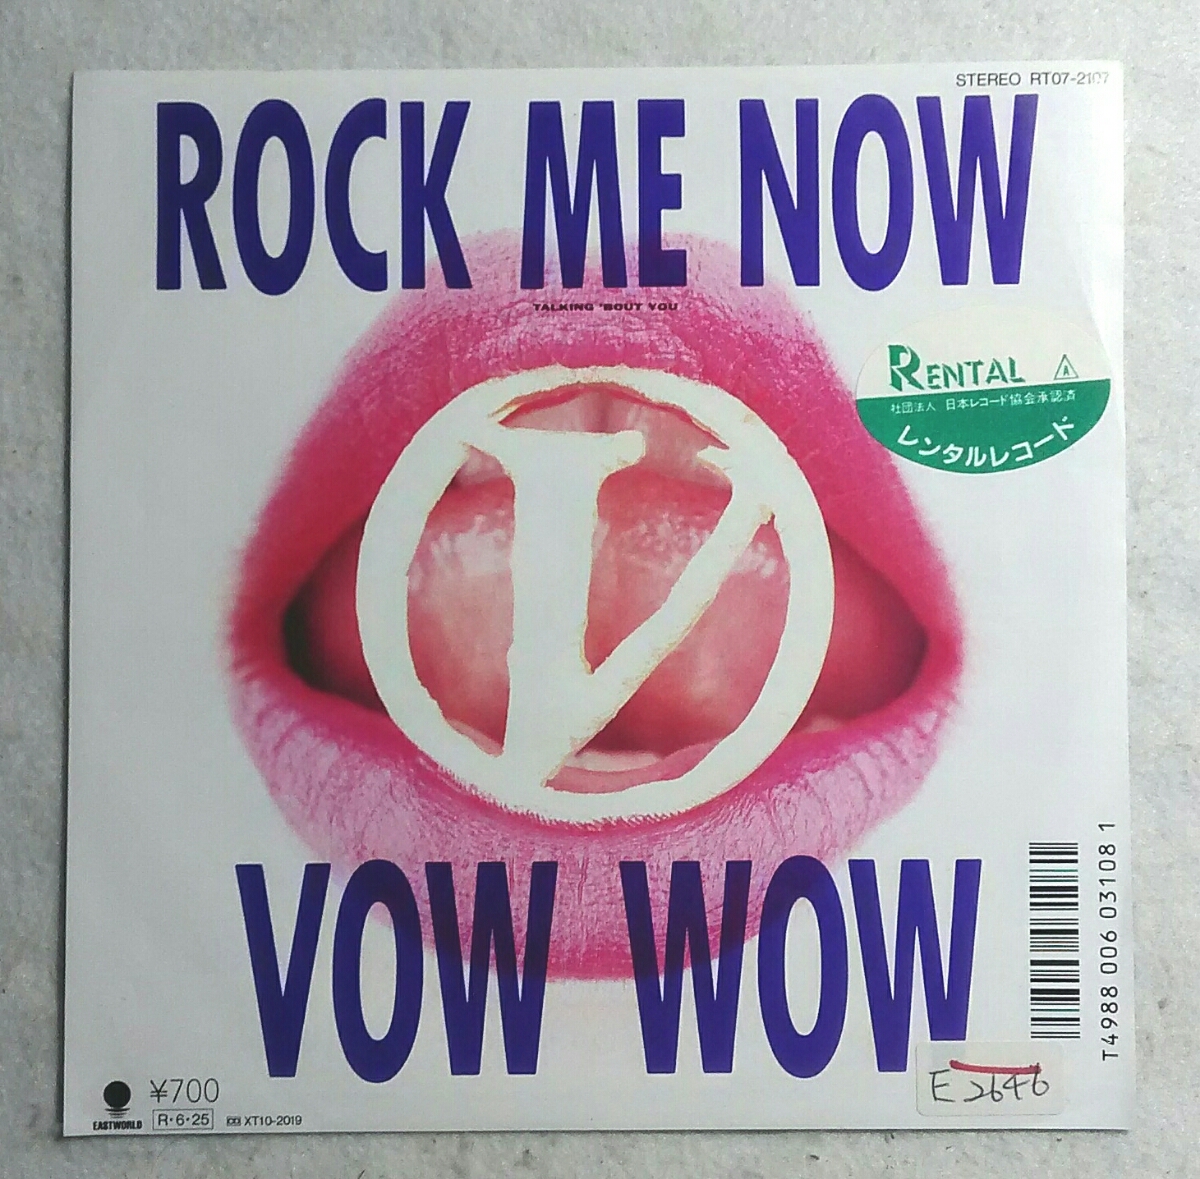 STEREO RT07-2107
ROCK ME NOW
TALKING 'BOUT YOU
RENTAL
A
社団法人 日本レコード協会承認済
レンタルレコード
V
VOW WOW
T4988 006 031081
E2646
¥700
EASTWORLD
R・6・25
XT10-2019